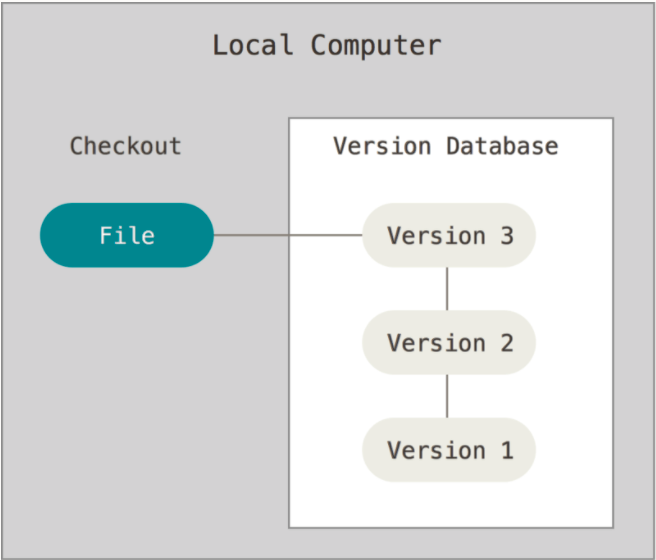 Local Computer
Checkout
Version Database
File
Version 3
Version 2
Version 1